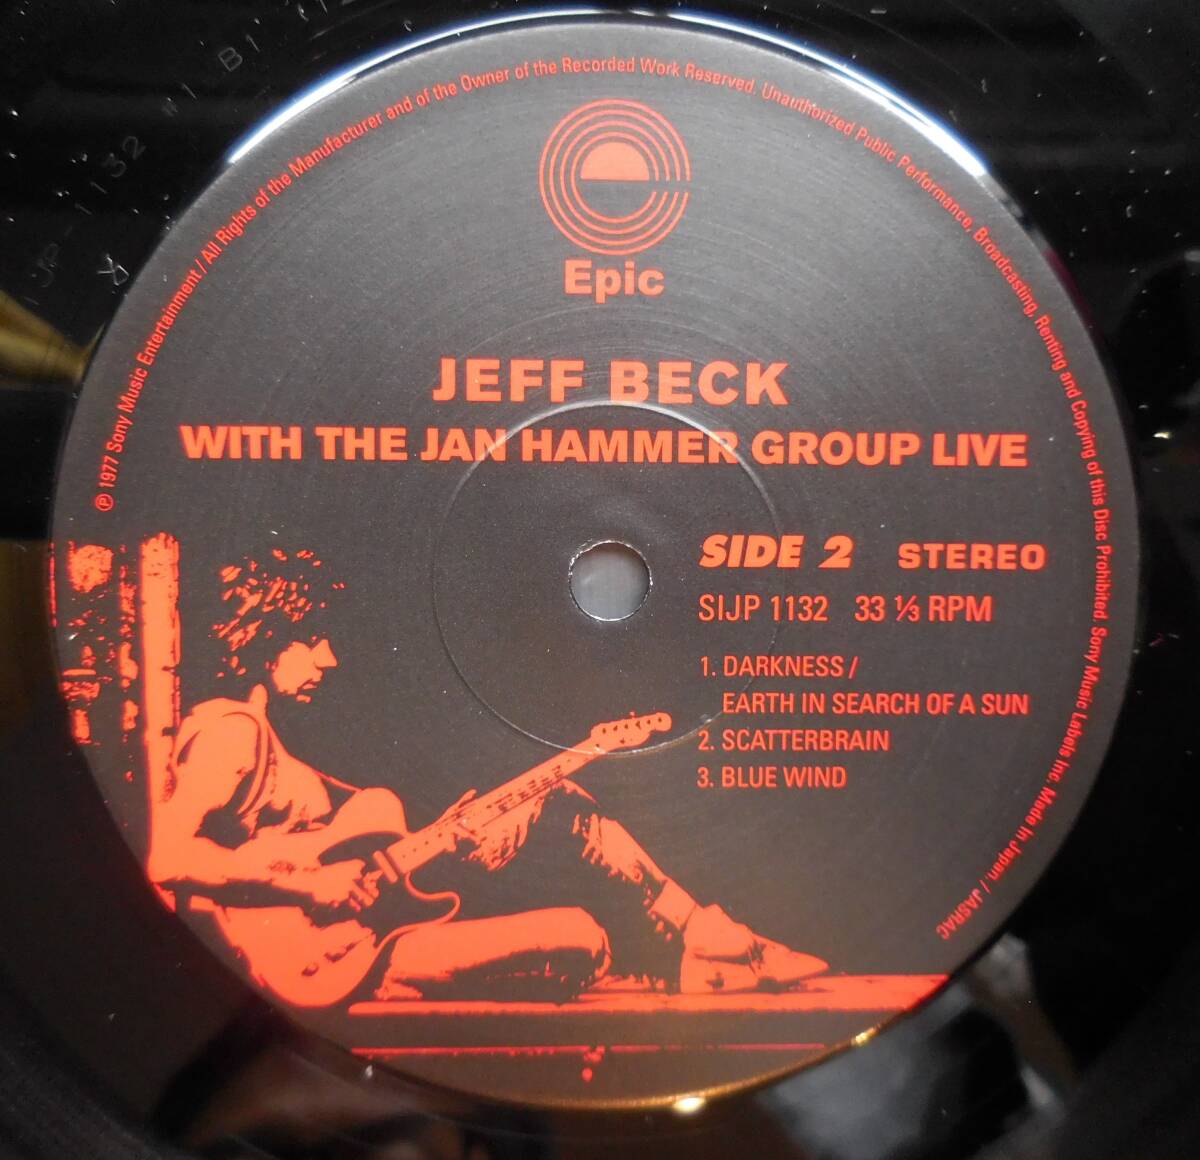 Epic
JEFF BECK
WITH THE JAN HAMMER GROUP LIVE
SIDE 2 STEREO
SIJP 1132 33 ⅓ RPM
1. DARKNESS /
EARTH IN SEARCH OF A SUN
2. SCATTERBRAIN
3. BLUE WIND
℗ 1977 Sony Music Entertainment / All Rights of the Manufacturer and of the Owner of the Recorded Work Reserved. Unauthorized Public Performance, Broadcasting, Renting and Copying of this Disc Prohibited. Sony Music Labels Inc. Made In Japan. / JASRAC
1132
B1